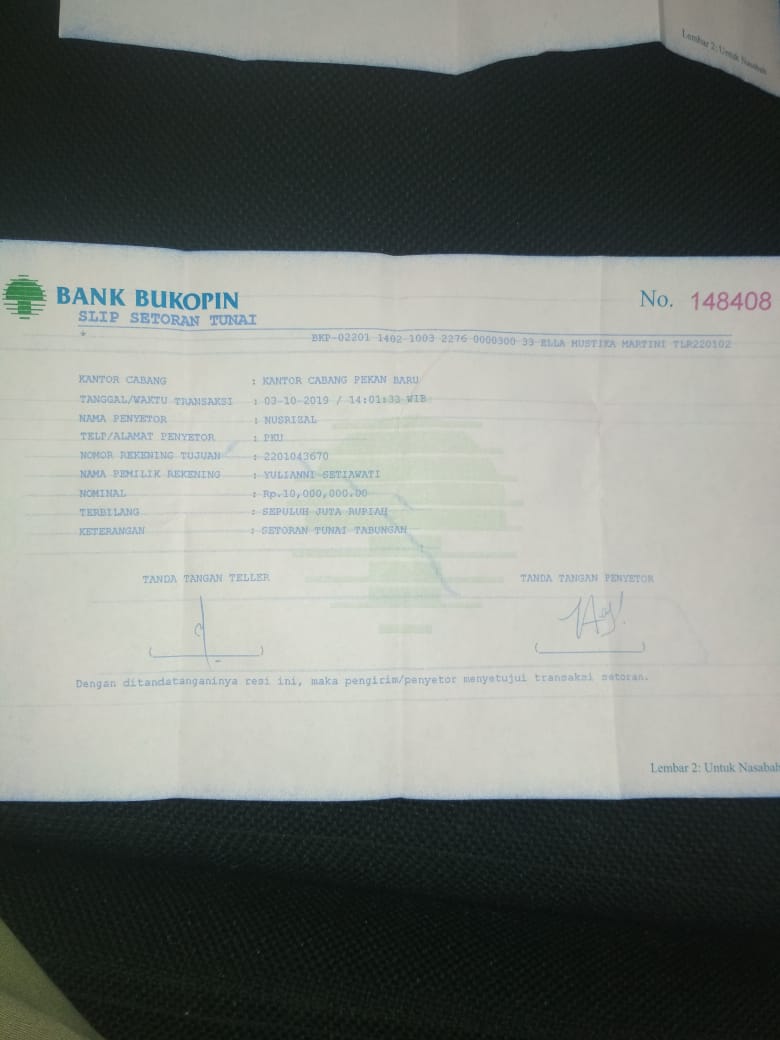 Lembar 2: Untuk Nasabah
BANK BUKOPIN
No. 148408
SLIP SETORAN TUNAI
*
BKP-02201 1402 1003 2276 0000300 33 ELLA MUSTIKA MARTINI TLR220102
KANTOR CABANG : KANTOR CABANG PEKAN BARU
TANGGAL/WAKTU TRANSAKSI : 03-10-2019 / 14:01:33 WIB
NAMA PENYETOR : NUSRIZAL
TELP/ALAMAT PENYETOR : PKU
NOMOR REKENING TUJUAN : 2201043670
NAMA PEMILIK REKENING : YULIANNI SETIAWATI
NOMINAL : Rp.10,000,000.00
TERBILANG : SEPULUH JUTA RUPIAH
KETERANGAN : SETORAN TUNAI TABUNGAN
TANDA TANGAN TELLER TANDA TANGAN PENYETOR
Dengan ditandatanganinya resi ini, maka pengirim/penyetor menyetujui transaksi setoran.
Lembar 2: Untuk Nasabah